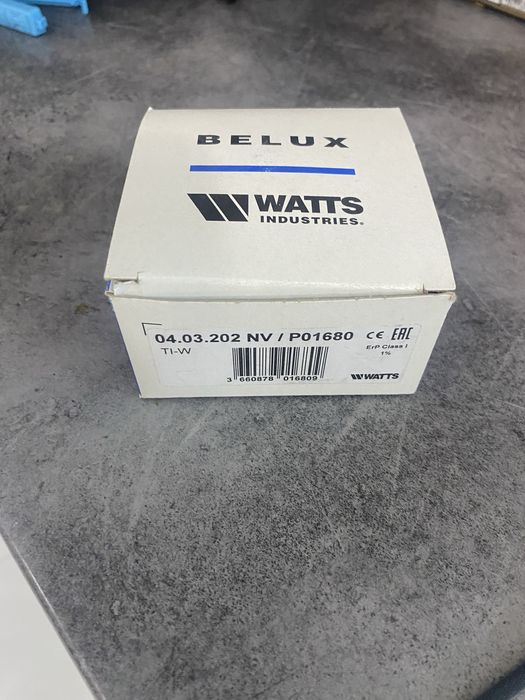 BELUX
WATTS
INDUSTRIES®
04.03.202 NV / P01680 CE EAC
TI-W
ErP Class I
1%
3 660878 016809
WATTS